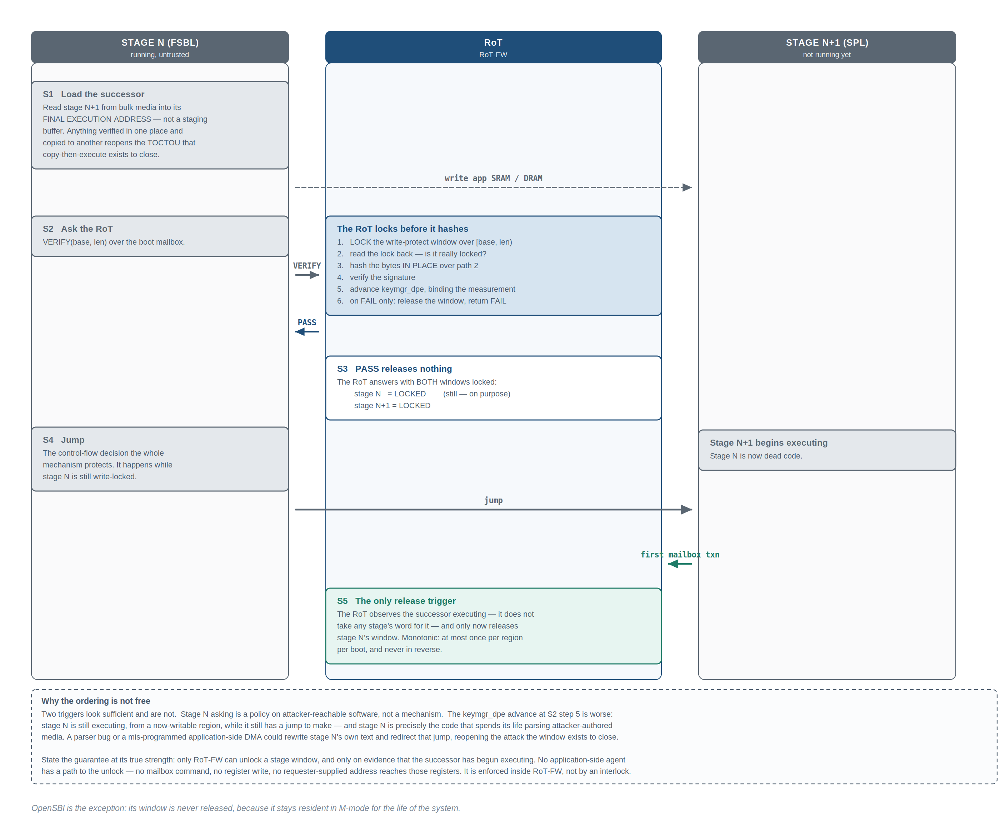 STAGE N (FSBL)
running, untrusted
RoT
RoT-FW
STAGE N+1 (SPL)
not running yet
S1 Load the successor
Read stage N+1 from bulk media into its
FINAL EXECUTION ADDRESS — not a staging
buffer. Anything verified in one place and
copied to another reopens the TOCTOU that
copy-then-execute exists to close.
write app SRAM / DRAM
S2 Ask the RoT
VERIFY(base, len) over the boot mailbox.
VERIFY
The RoT locks before it hashes
1. LOCK the write-protect window over [base, len)
2. read the lock back — is it really locked?
3. hash the bytes IN PLACE over path 2
4. verify the signature
5. advance keymgr_dpe, binding the measurement
6. on FAIL only: release the window, return FAIL
PASS
S3 PASS releases nothing
The RoT answers with BOTH windows locked:
stage N = LOCKED (still — on purpose)
stage N+1 = LOCKED
S4 Jump
The control-flow decision the whole
mechanism protects. It happens while
stage N is still write-locked.
Stage N+1 begins executing
Stage N is now dead code.
jump
first mailbox txn
S5 The only release trigger
The RoT observes the successor executing — it does not
take any stage's word for it — and only now releases
stage N's window. Monotonic: at most once per region
per boot, and never in reverse.
Why the ordering is not free
Two triggers look sufficient and are not. Stage N asking is a policy on attacker-reachable software, not a mechanism. The keymgr_dpe advance at S2 step 5 is worse:
stage N is still executing, from a now-writable region, while it still has a jump to make — and stage N is precisely the code that spends its life parsing attacker-authored
media. A parser bug or a mis-programmed application-side DMA could rewrite stage N's own text and redirect that jump, reopening the attack the window exists to close.
State the guarantee at its true strength: only RoT-FW can unlock a stage window, and only on evidence that the successor has begun executing. No application-side agent
has a path to the unlock — no mailbox command, no register write, no requester-supplied address reaches those registers. It is enforced inside RoT-FW, not by an interlock.
OpenSBI is the exception: its window is never released, because it stays resident in M-mode for the life of the system.